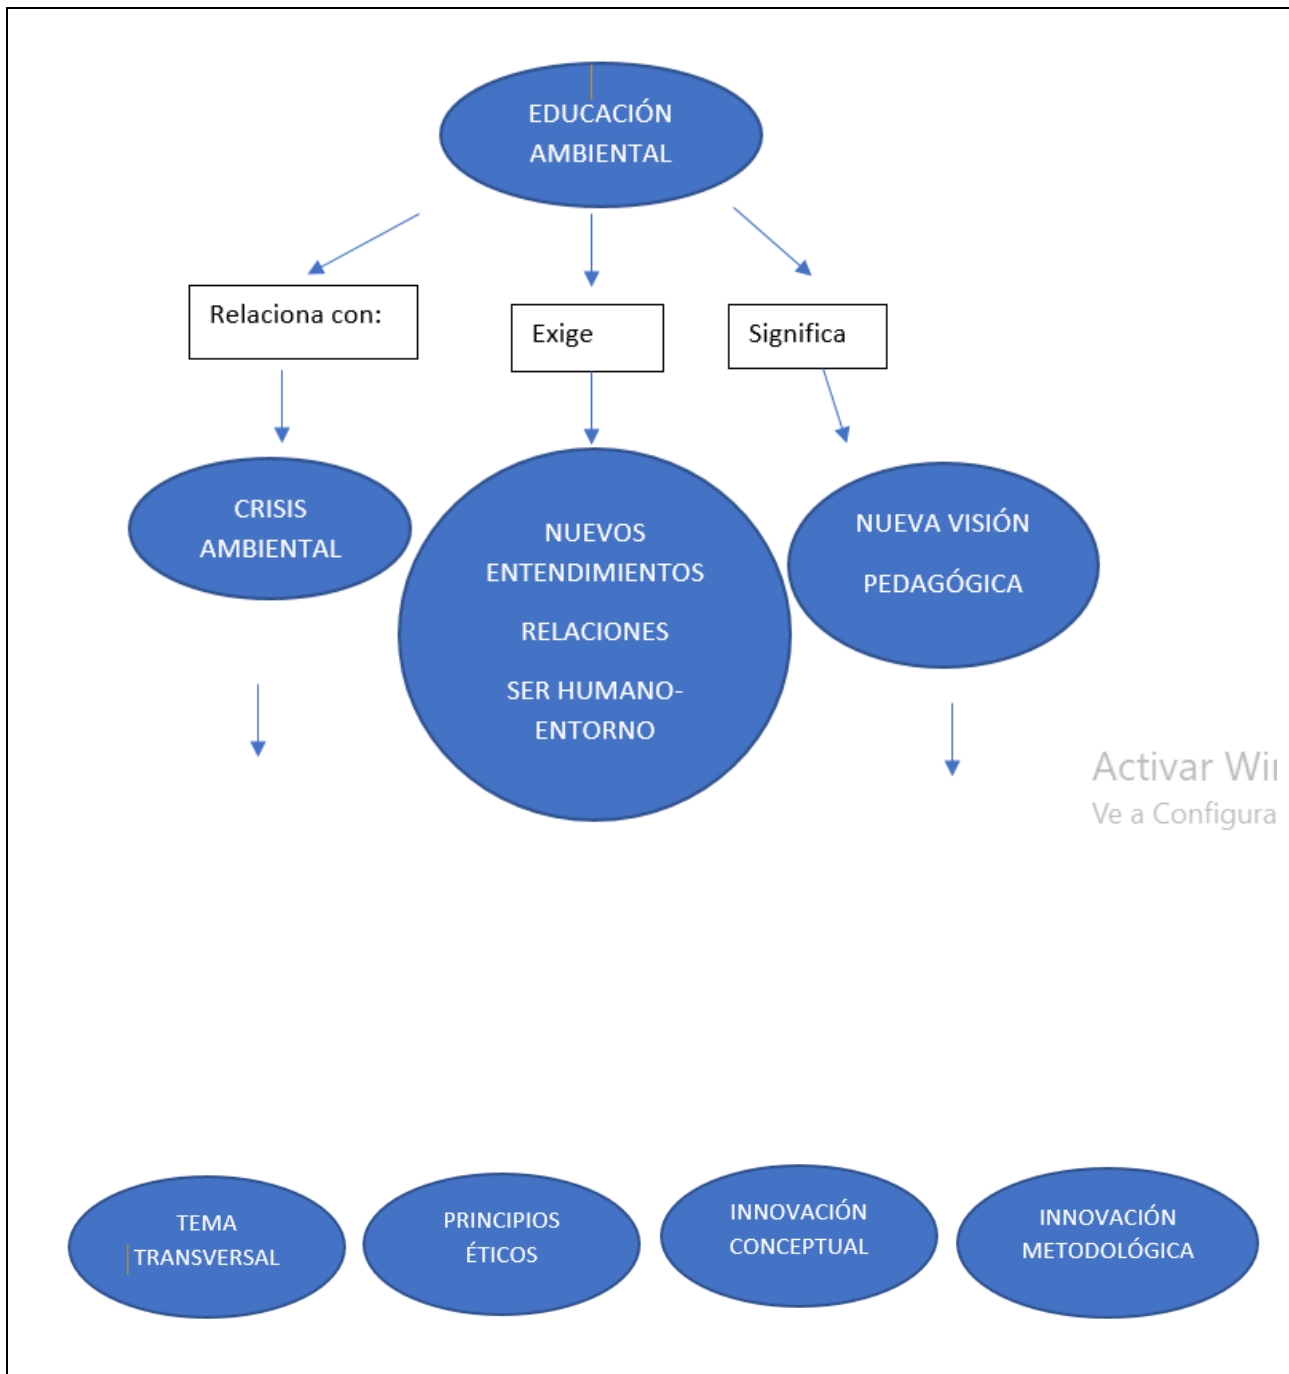 EDUCACIÓN
AMBIENTAL
Relaciona con:
Exige
Significa
CRISIS
AMBIENTAL
NUEVOS
ENTENDIMIENTOS
RELACIONES
SER HUMANO-
ENTORNO
NUEVA VISIÓN
PEDAGÓGICA
Activar Wi
Ve a Configura
TEMA
TRANSVERSAL
PRINCIPIOS
ÉTICOS
INNOVACIÓN
CONCEPTUAL
INNOVACIÓN
METODOLÓGICA